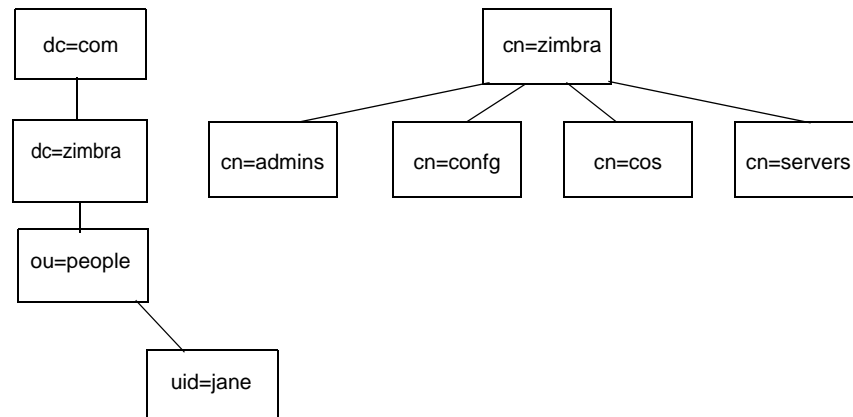 dc=com
cn=zimbra
dc=zimbra
cn=admins
cn=confg
cn=cos
cn=servers
ou=people
uid=jane